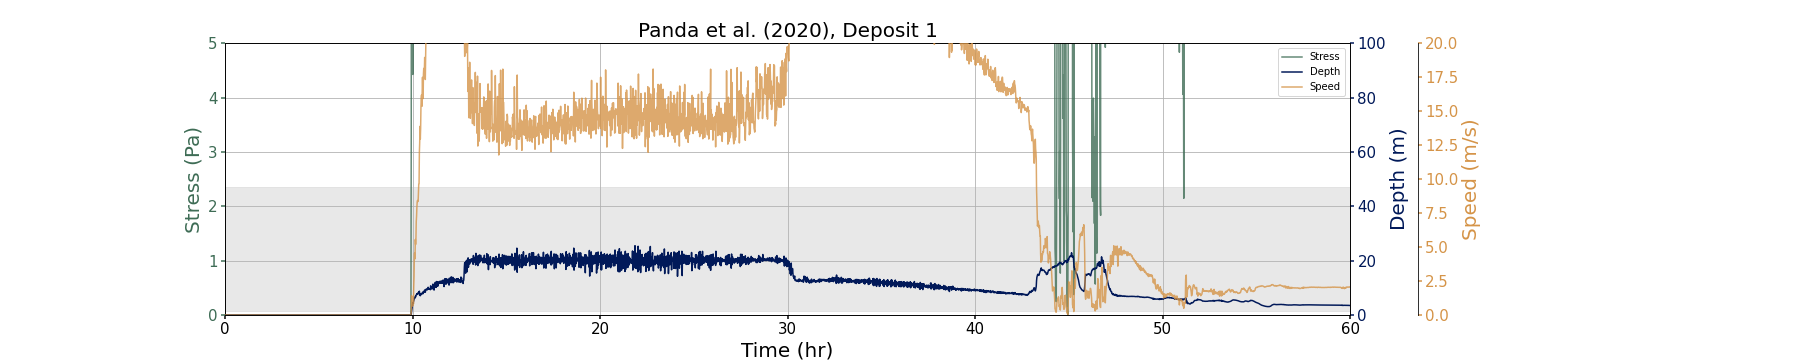 Panda et al. (2020), Deposit 1
5
4
3
2
1
0
Stress (Pa)
Stress
Depth
Speed
100
80
60
40
20
0
Depth (m)
20.0
17.5
15.0
12.5
10.0
7.5
5.0
2.5
0.0
Speed (m/s)
0 10 20 30 40 50 60
Time (hr)